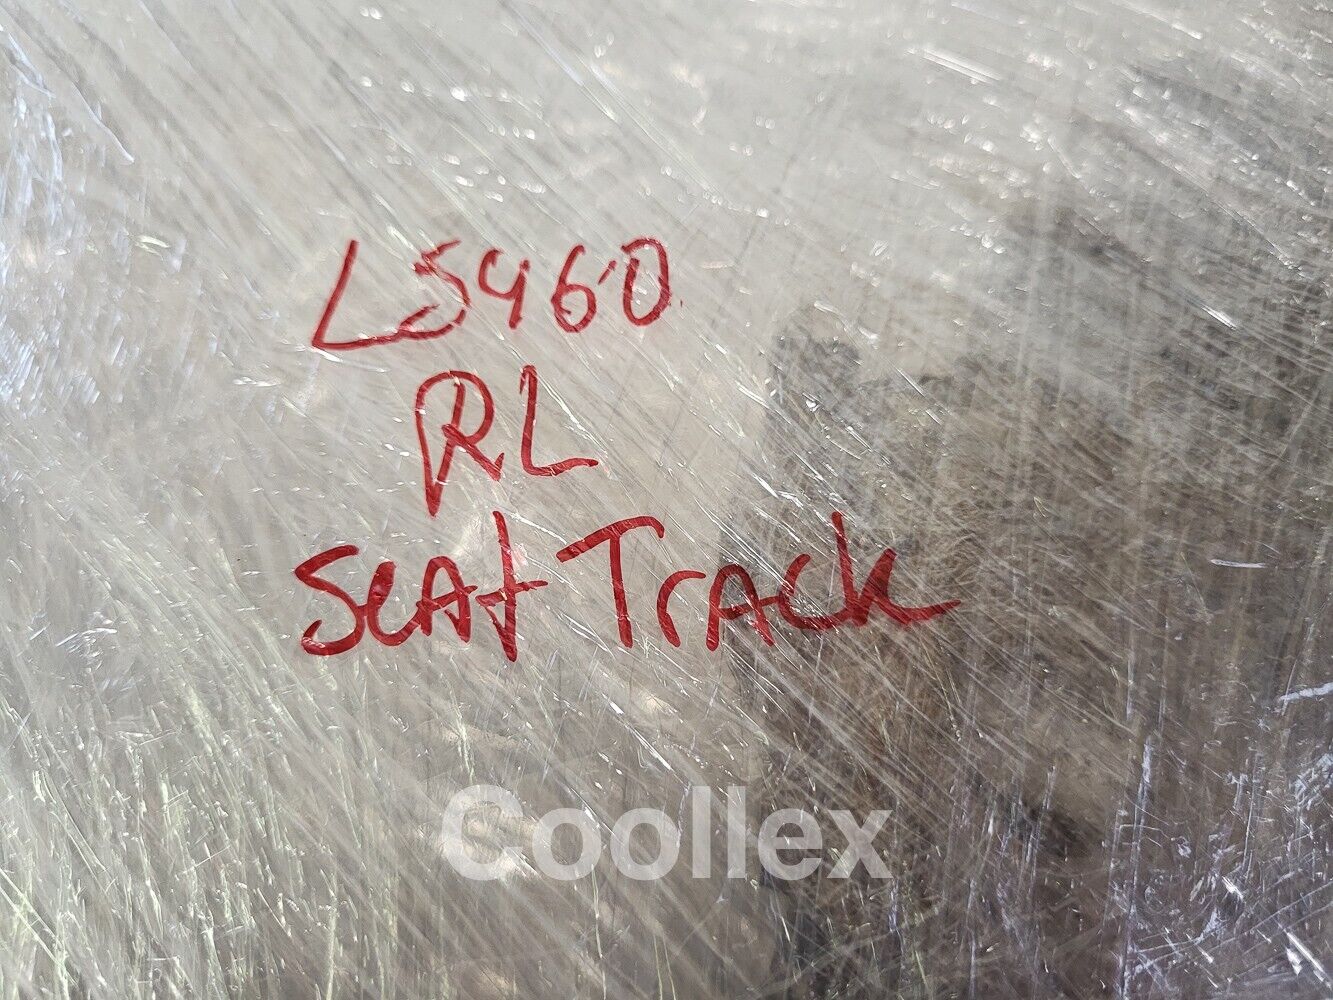 LS460
RL
Seat Track
Coollex